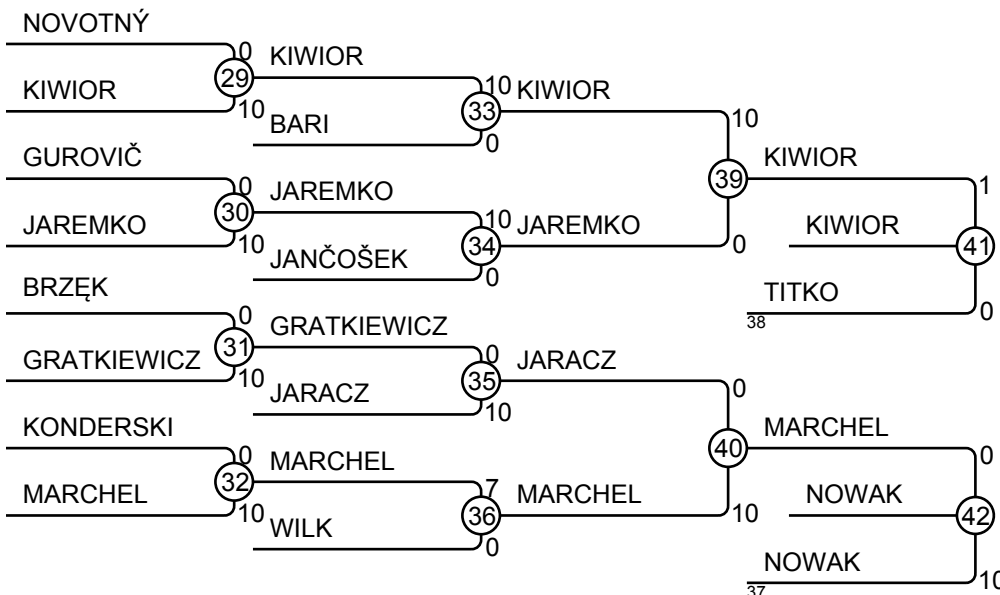 NOVOTNÝ
0
KIWIOR
29
KIWIOR
10
KIWIOR
10
33
BARI
0
KIWIOR
10
GUROVIČ
0
JAREMKO
30
JAREMKO
10
39
KIWIOR
1
10
34
JANČOŠEK
0
JAREMKO
0
KIWIOR
41
BRZĘK
0
TITKO
38
0
GRATKIEWICZ
31
GRATKIEWICZ
10
0
35
JARACZ
10
JARACZ
0
KONDERSKI
0
MARCHEL
32
MARCHEL
10
40
MARCHEL
0
7
36
WILK
0
MARCHEL
10
NOWAK
42
NOWAK
37
10